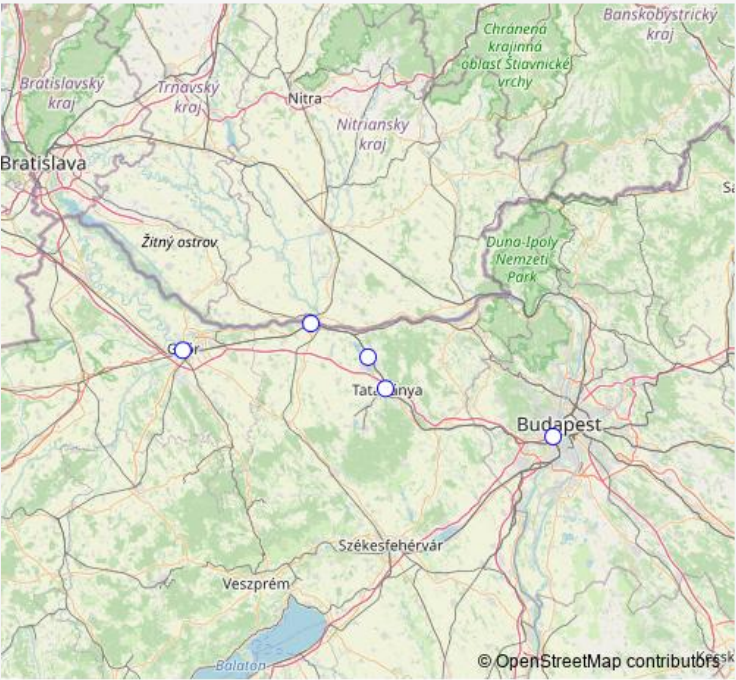 Banskobystrický
kraj
Chránená
krajinná
oblasť Štiavnické
vrchy
Bratislavský
kraj
Trnavský
kraj
Nitra
Nitriansky
kraj
Bratislava
Žitný ostrov
Duna-Ipoly
Nemzeti
Park
Budapest
Székesfehérvár
Veszprém
Balaton
© OpenStreetMap contributors